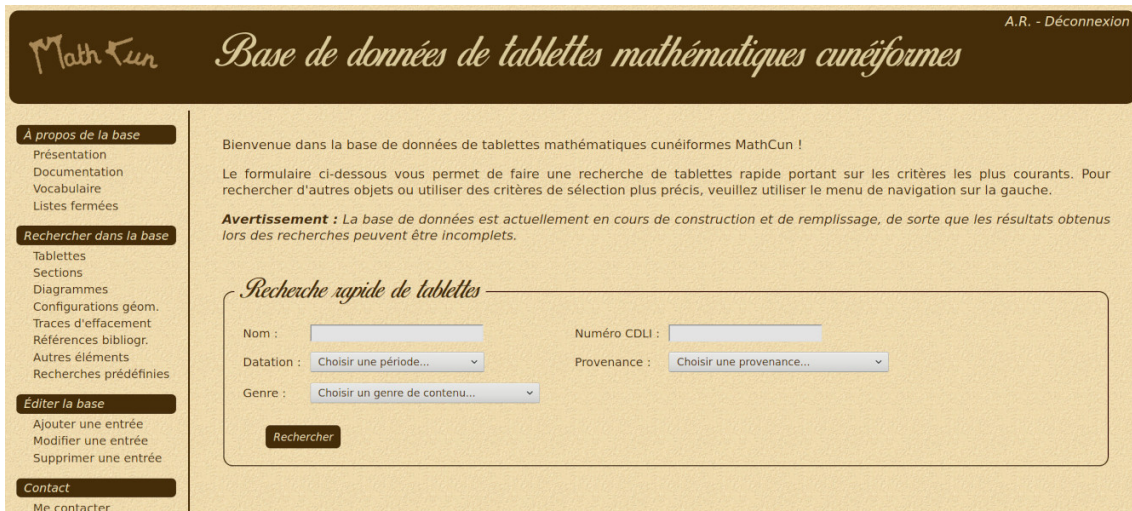 A.R. - Déconnexion
Math Cun
Base de données de tablettes mathématiques cunéiformes
À propos de la base
Présentation
Documentation
Vocabulaire
Listes fermées
Rechercher dans la base
Tablettes
Sections
Diagrammes
Configurations géom.
Traces d'effacement
Références bibliogr.
Autres éléments
Recherches prédéfinies
Éditer la base
Ajouter une entrée
Modifier une entrée
Supprimer une entrée
Contact
Me contacter
Bienvenue dans la base de données de tablettes mathématiques cunéiformes MathCun !
Le formulaire ci-dessous vous permet de faire une recherche de tablettes rapide portant sur les critères les plus courants. Pour
rechercher d'autres objets ou utiliser des critères de sélection plus précis, veuillez utiliser le menu de navigation sur la gauche.
Avertissement : La base de données est actuellement en cours de construction et de remplissage, de sorte que les résultats obtenus
lors des recherches peuvent être incomplets.
Recherche rapide de tablettes
Nom :
Numéro CDLI :
Datation : Choisir une période...
Provenance : Choisir une provenance...
Genre : Choisir un genre de contenu...
Rechercher